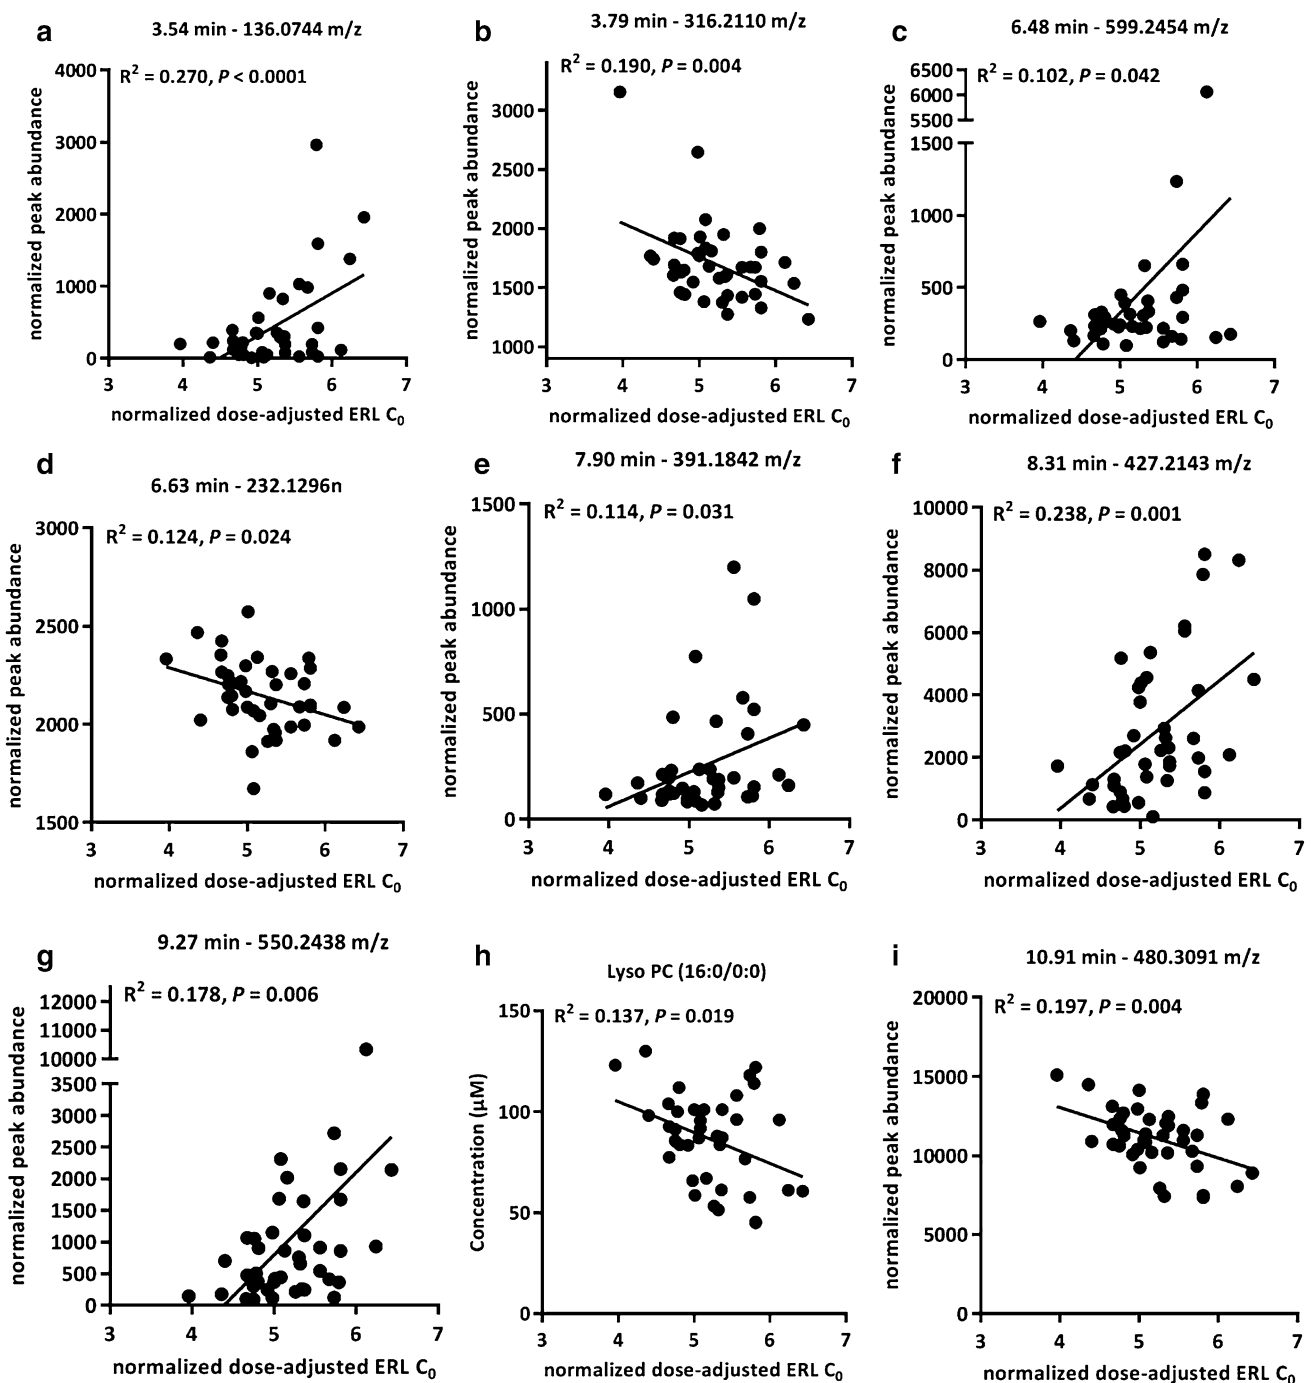 a
3.54 min - 136.0744 m/z
R² = 0.270, P < 0.0001
normalized peak abundance
4000
3000
2000
1000
0
3 4 5 6 7
normalized dose-adjusted ERL C₀
b
3.79 min - 316.2110 m/z
R² = 0.190, P = 0.004
normalized peak abundance
3000
2500
2000
1500
1000
3 4 5 6 7
normalized dose-adjusted ERL C₀
c
6.48 min - 599.2454 m/z
R² = 0.102, P = 0.042
normalized peak abundance
6500
6000
5500
1500
1000
500
0
3 4 5 6 7
normalized dose-adjusted ERL C₀
d
6.63 min - 232.1296n
R² = 0.124, P = 0.024
normalized peak abundance
3000
2500
2000
1500
3 4 5 6 7
normalized dose-adjusted ERL C₀
e
7.90 min - 391.1842 m/z
R² = 0.114, P = 0.031
normalized peak abundance
1500
1000
500
0
3 4 5 6 7
normalized dose-adjusted ERL C₀
f
8.31 min - 427.2143 m/z
R² = 0.238, P = 0.001
normalized peak abundance
10000
8000
6000
4000
2000
0
3 4 5 6 7
normalized dose-adjusted ERL C₀
g
9.27 min - 550.2438 m/z
R² = 0.178, P = 0.006
normalized peak abundance
12000
11000
10000
3500
3000
2500
2000
1500
1000
500
0
3 4 5 6 7
normalized dose-adjusted ERL C₀
h
Lyso PC (16:0/0:0)
R² = 0.137, P = 0.019
Concentration (µM)
150
100
50
0
3 4 5 6 7
normalized dose-adjusted ERL C₀
i
10.91 min - 480.3091 m/z
R² = 0.197, P = 0.004
normalized peak abundance
20000
15000
10000
5000
0
3 4 5 6 7
normalized dose-adjusted ERL C₀